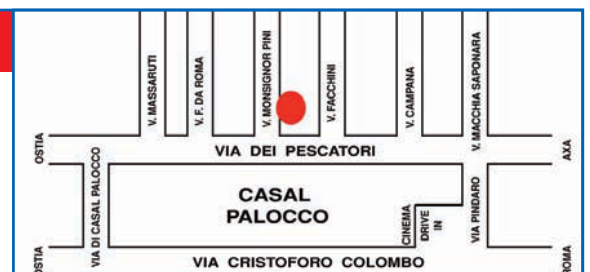 V. MASSARUTI
V. F. DA ROMA
V. MONSIGNOR PINI
V. FACCHINI
V. CAMPANA
V. MACCHIA SAPONARA
OSTIA
VIA DEI PESCATORI
AXA
VIA DI CASAL PALOCCO
CASAL
PALOCCO
CINEMA
DRIVE
IN
VIA PINDARO
OSTIA
VIA CRISTOFORO COLOMBO
ROMA